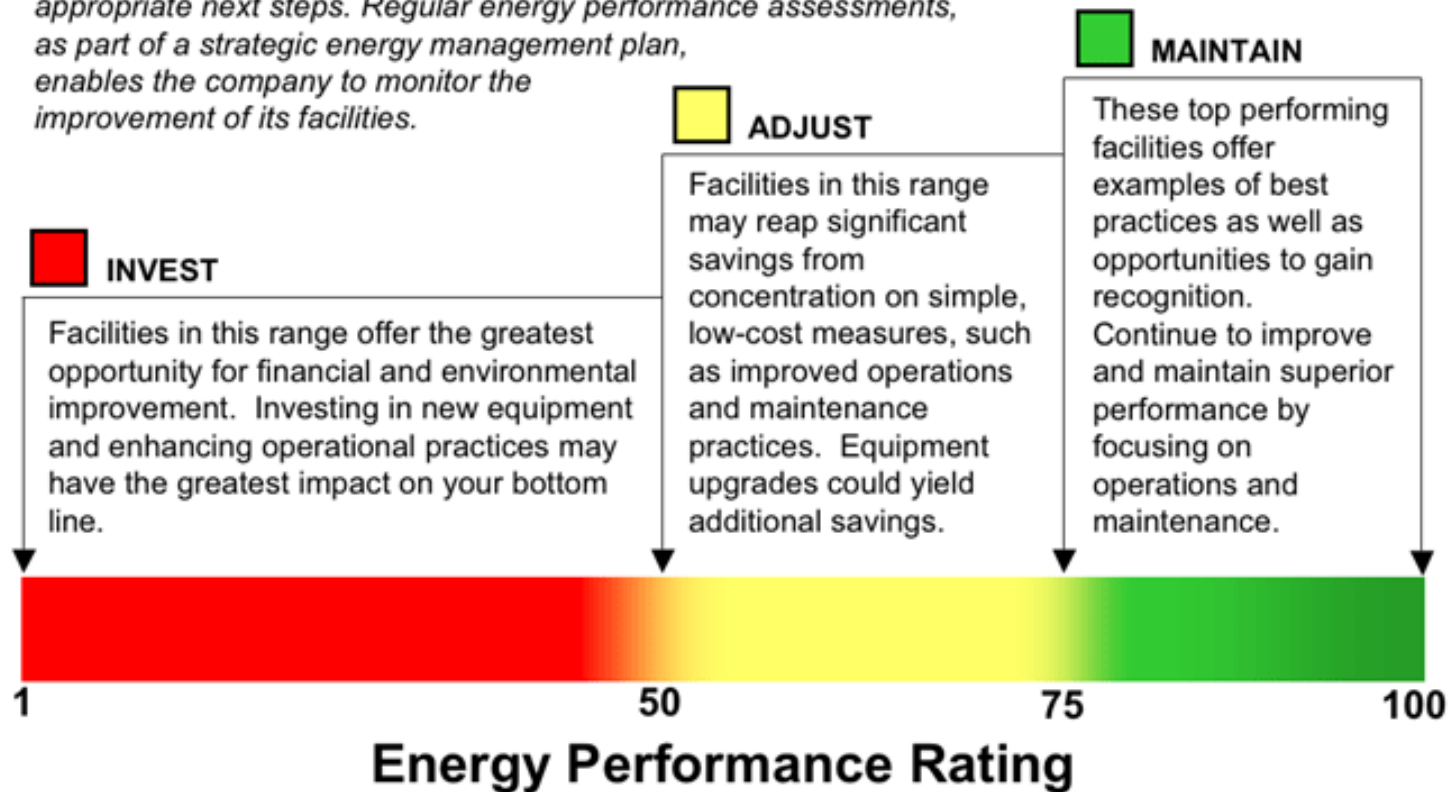 appropriate next steps. Regular energy performance assessments,
as part of a strategic energy management plan,
enables the company to monitor the
improvement of its facilities.
MAINTAIN
These top performing
facilities offer
examples of best
practices as well as
opportunities to gain
recognition.
Continue to improve
and maintain superior
performance by
focusing on
operations and
maintenance.
ADJUST
Facilities in this range
may reap significant
savings from
concentration on simple,
low-cost measures, such
as improved operations
and maintenance
practices.  Equipment
upgrades could yield
additional savings.
INVEST
Facilities in this range offer the greatest
opportunity for financial and environmental
improvement.  Investing in new equipment
and enhancing operational practices may
have the greatest impact on your bottom
line.
1 50 75 100
Energy Performance Rating